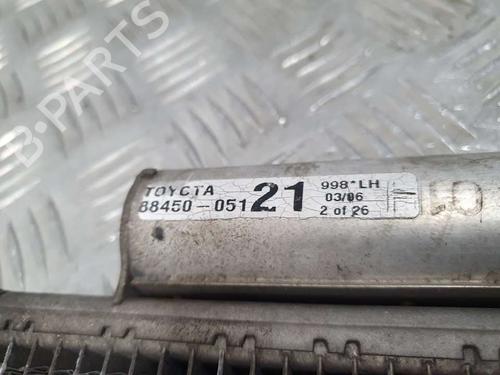 B-PARTS
TOYOTA
88450-051 21
998*LH
03/06
2 of 26